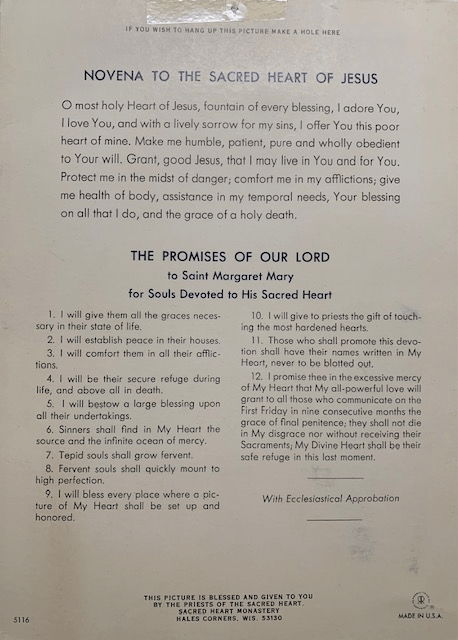 IF YOU WISH TO HANG UP THIS PICTURE MAKE A HOLE HERE
NOVENA TO THE SACRED HEART OF JESUS
O most holy Heart of Jesus, fountain of every blessing, I adore You,
I love You, and with a lively sorrow for my sins, I offer You this poor
heart of mine. Make me humble, patient, pure and wholly obedient
to Your will. Grant, good Jesus, that I may live in You and for You.
Protect me in the midst of danger; comfort me in my afflictions; give
me health of body, assistance in my temporal needs, Your blessing
on all that I do, and the grace of a holy death.
THE PROMISES OF OUR LORD
to Saint Margaret Mary
for Souls Devoted to His Sacred Heart
1. I will give them all the graces neces-
sary in their state of life.
2. I will establish peace in their houses.
3. I will comfort them in all their afflic-
tions.
4. I will be their secure refuge during
life, and above all in death.
5. I will bestow a large blessing upon
all their undertakings.
6. Sinners shall find in My Heart the
source and the infinite ocean of mercy.
7. Tepid souls shall grow fervent.
8. Fervent souls shall quickly mount to
high perfection.
9. I will bless every place where a pic-
ture of My Heart shall be set up and
honored.
10. I will give to priests the gift of touch-
ing the most hardened hearts.
11. Those who shall promote this devo-
tion shall have their names written in My
Heart, never to be blotted out.
12. I promise thee in the excessive mercy
of My Heart that My all-powerful love will
grant to all those who communicate on the
First Friday in nine consecutive months the
grace of final penitence; they shall not die
in My disgrace nor without receiving their
Sacraments; My Divine Heart shall be their
safe refuge in this last moment.
With Ecclesiastical Approbation
THIS PICTURE IS BLESSED AND GIVEN TO YOU
BY THE PRIESTS OF THE SACRED HEART.
SACRED HEART MONASTERY
HALES CORNERS, WIS. 53130
5116
MADE IN U.S.A.